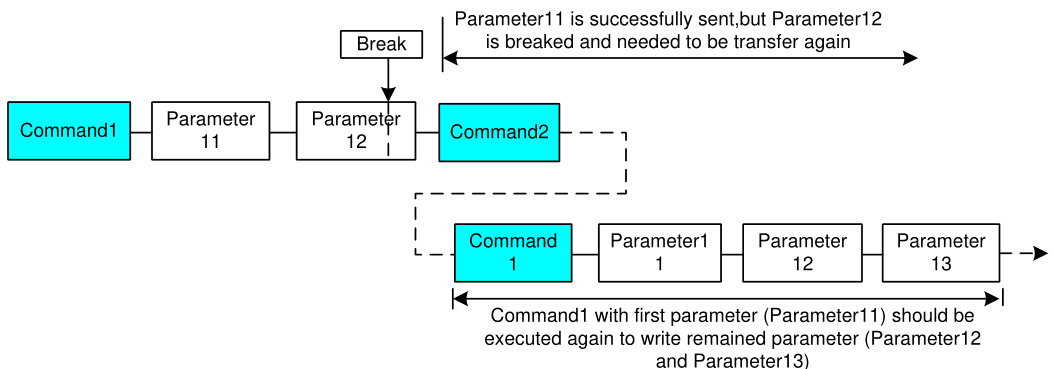 Parameter11 is successfully sent,but Parameter12
is breaked and needed to be transfer again
Break
Command1
Parameter
11
Parameter
12
Command2
Command
1
Parameter1
1
Parameter
12
Parameter
13
Command1 with first parameter (Parameter11) should be
executed again to write remained parameter (Parameter12
and Parameter13)